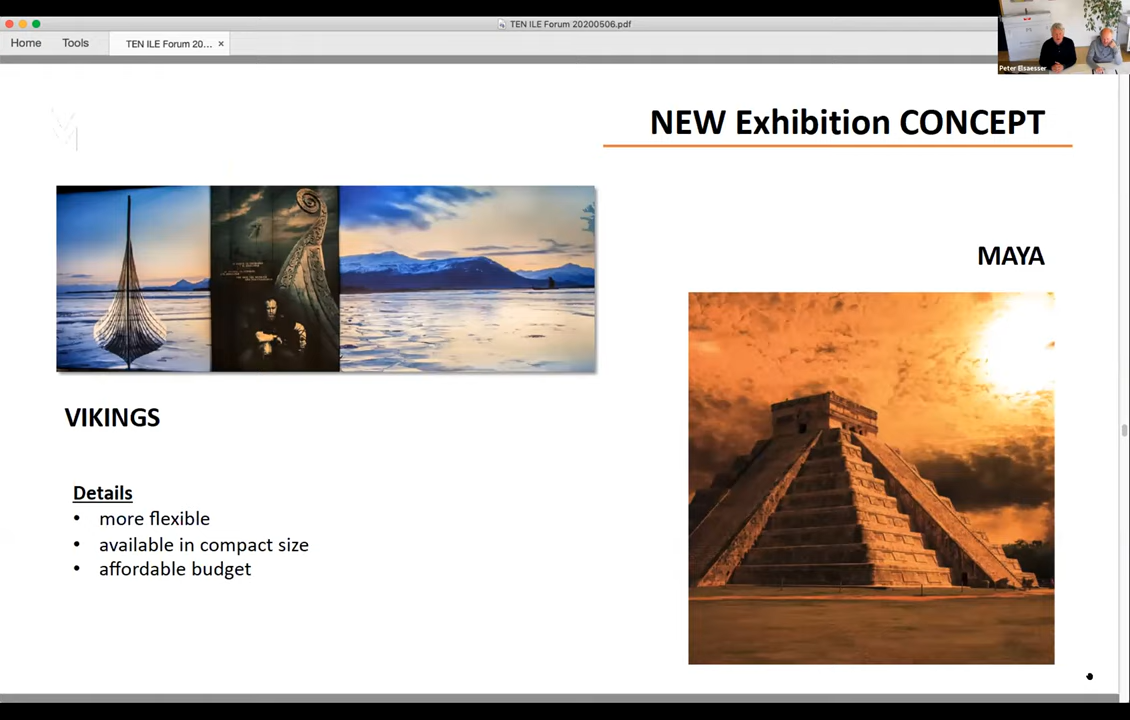 TEN ILE Forum 20200506.pdf
Home
Tools
TEN ILE Forum 20... ×
Peter Elsaesser
NEW Exhibition CONCEPT
MAYA
VIKINGS
Details
• more flexible
• available in compact size
• affordable budget